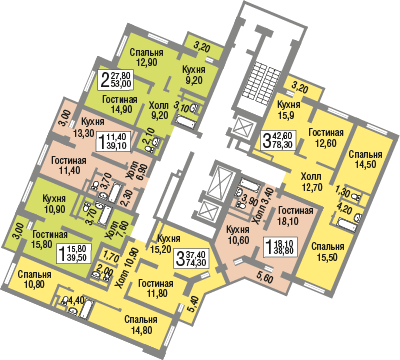 3,20
Спальня
12,90
Кухня
9,20
2 27,80
53,00
Гостиная
14,90
Холл
9,20
3,10
2,10
3,00
Кухня
13,30
1 11,40
39,10
Гостиная
11,40
Холл
6,90
3,70
2,30
Кухня
10,90
3,70
Холл
7,60
3,00
Гостиная
15,80
1 15,80
39,50
1,70
2,00
Холл 10,90
Спальня
10,80
4,40
Спальня
14,80
Гостиная
11,80
Кухня
15,20
3 37,40
74,30
5,40
3,20
Кухня
15,9
3 42,60
78,30
Гостиная
12,60
Спальня
14,50
Холл
12,70
1,30
4,20
Спальня
15,50
3,80
Холл
3,40
Гостиная
18,10
Кухня
10,60
1 18,10
38,80
5,60